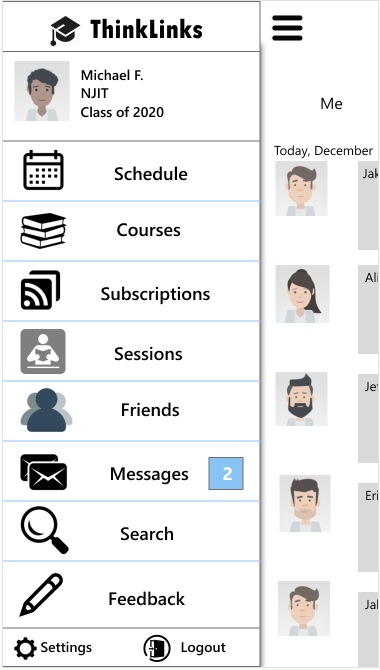 ThinkLinks
Michael F.
NJIT
Class of 2020
Schedule
Courses
Subscriptions
Sessions
Friends
Messages 2
Search
Feedback
Settings Logout
Me
Today, December
Jak
Ali
Jef
Eri
Jak